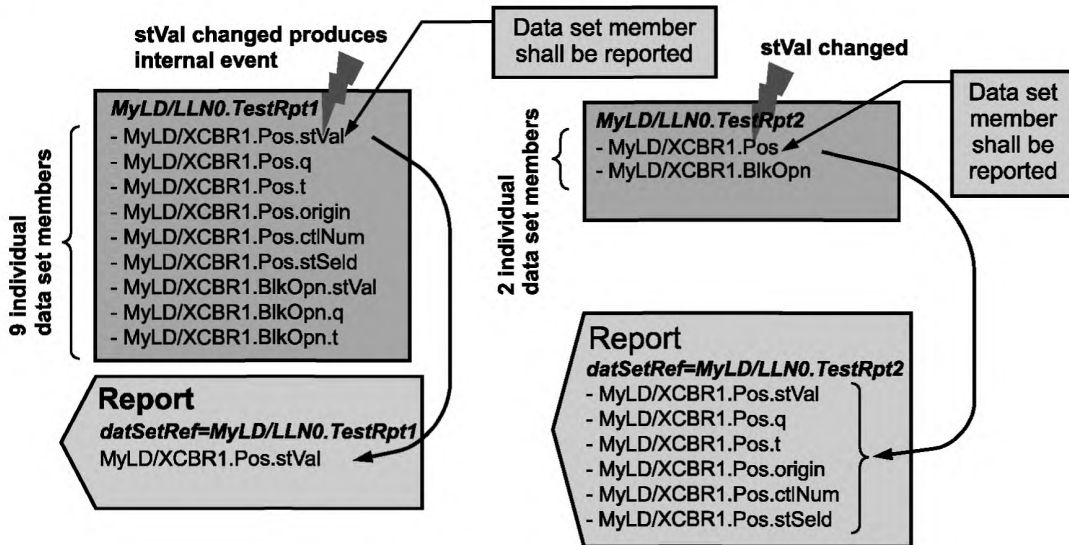 stVal changed produces
internal event
Data set member
shall be reported
MyLD/LLN0.TestRpt1
- MyLD/XCBR1.Pos.stVal
- MyLD/XCBR1.Pos.q
- MyLD/XCBR1.Pos.t
- MyLD/XCBR1.Pos.origin
- MyLD/XCBR1.Pos.ctlNum
- MyLD/XCBR1.Pos.stSeld
- MyLD/XCBR1.BlkOpn.stVal
- MyLD/XCBR1.BlkOpn.q
- MyLD/XCBR1.BlkOpn.t
9 individual
data set members
Report
datSetRef=MyLD/LLN0.TestRpt1
MyLD/XCBR1.Pos.stVal
stVal changed
Data set
member
shall be
reported
MyLD/LLN0.TestRpt2
- MyLD/XCBR1.Pos
- MyLD/XCBR1.BlkOpn
2 individual
data set members
Report
datSetRef=MyLD/LLN0.TestRpt2
- MyLD/XCBR1.Pos.stVal
- MyLD/XCBR1.Pos.q
- MyLD/XCBR1.Pos.t
- MyLD/XCBR1.Pos.origin
- MyLD/XCBR1.Pos.ctlNum
- MyLD/XCBR1.Pos.stSeld